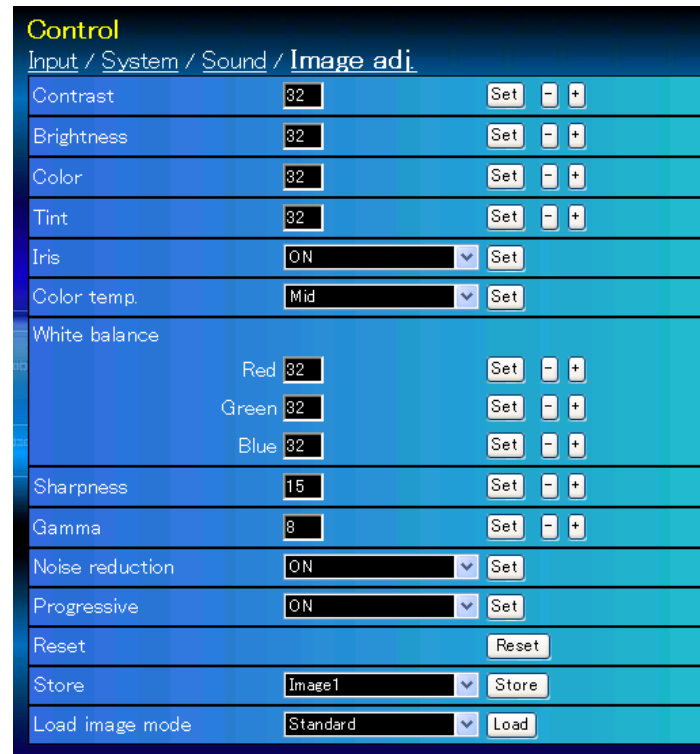 Control
Input / System / Sound / Image adj.
Contrast 32 Set - +
Brightness 32 Set - +
Color 32 Set - +
Tint 32 Set - +
Iris ON Set
Color temp. Mid Set
White balance
Red 32 Set - +
Green 32 Set - +
Blue 32 Set - +
Sharpness 15 Set - +
Gamma 8 Set - +
Noise reduction ON Set
Progressive ON Set
Reset Reset
Store Image1 Store
Load image mode Standard Load